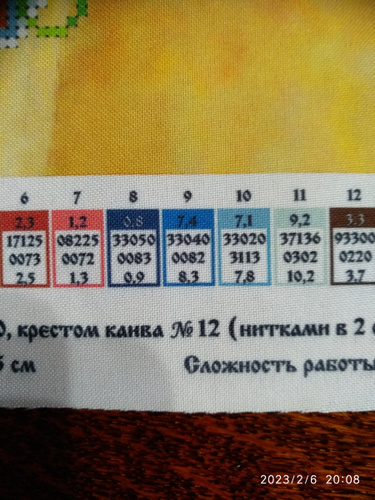 6 7 8 9 10 11 12
2,3 1,2 0,8 7,4 7,1 9,2 3,3
17125 08225 33050 33040 33020 37136 93300
0073 0072 0083 0082 3113 0302 0220
2,5 1,3 0,9 8,3 7,8 10,2 3,7
0, крестом канва № 12 (нитками в 2
см Сложность работы
2023/2/6 20:08